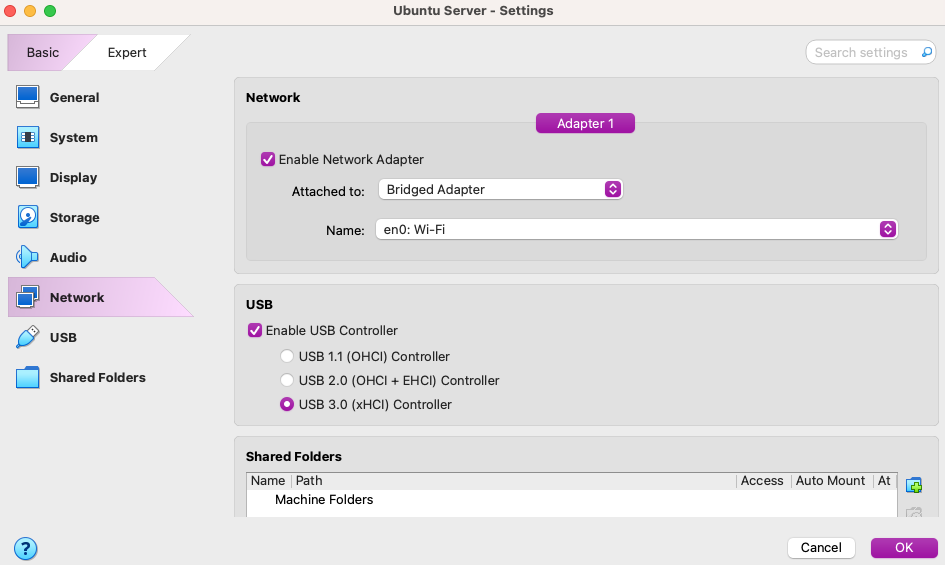 Ubuntu Server - Settings
Basic
Expert
Search settings
General
System
Display
Storage
Audio
Network
USB
Shared Folders
Network
Adapter 1
Enable Network Adapter
Attached to: Bridged Adapter
Name: en0: Wi-Fi
USB
Enable USB Controller
USB 1.1 (OHCI) Controller
USB 2.0 (OHCI + EHCI) Controller
USB 3.0 (xHCI) Controller
Shared Folders
Name Path Access Auto Mount At
Machine Folders
?
Cancel
OK